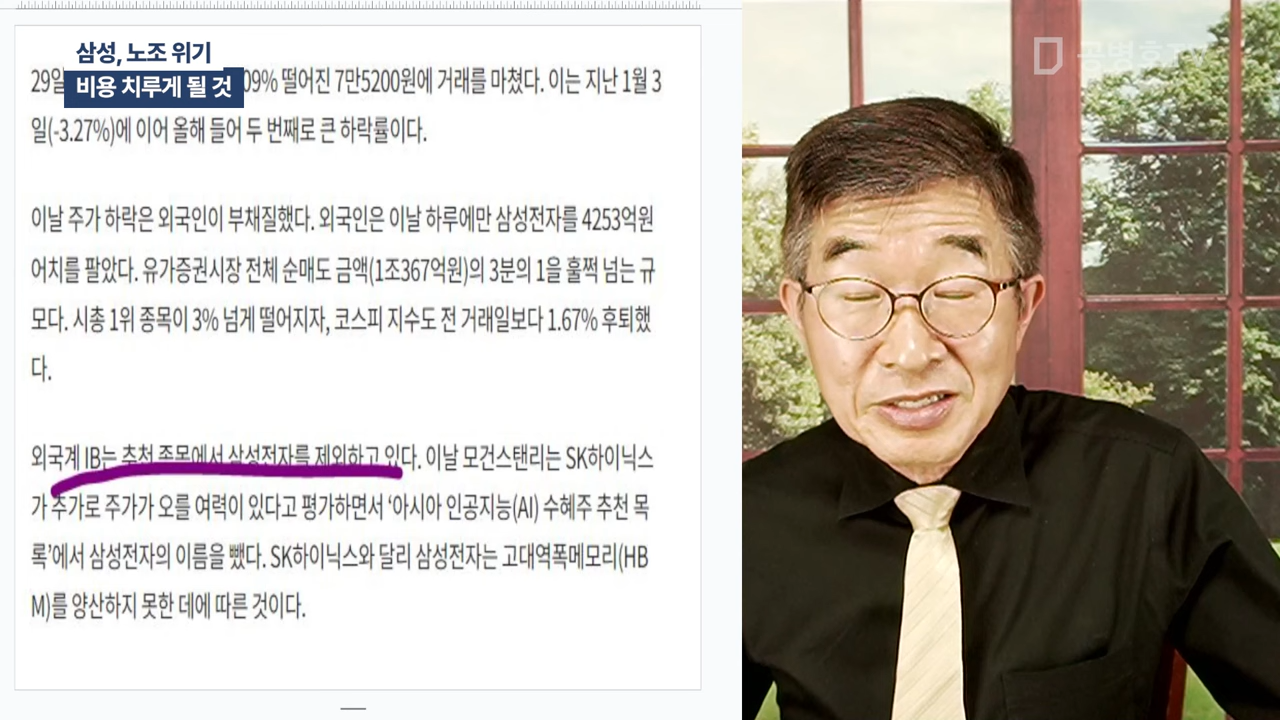 삼성, 노조 위기
비용 치루게 될 것
29일 09% 떨어진 7만5200원에 거래를 마쳤다. 이는 지난 1월 3
일(-3.27%)에 이어 올해 들어 두 번째로 큰 하락률이다.
이날 주가 하락은 외국인이 부채질했다. 외국인은 이날 하루에만 삼성전자를 4253억원
어치를 팔았다. 유가증권시장 전체 순매도 금액(1조367억원)의 3분의 1을 훌쩍 넘는 규
모다. 시총 1위 종목이 3% 넘게 떨어지자, 코스피 지수도 전 거래일보다 1.67% 후퇴했
다.
외국계 IB는 추천 종목에서 삼성전자를 제외하고 있다. 이날 모건스탠리는 SK하이닉스
가 추가로 주가가 오를 여력이 있다고 평가하면서 ‘아시아 인공지능(AI) 수혜주 추천 목
록’에서 삼성전자의 이름을 뺐다. SK하이닉스와 달리 삼성전자는 고대역폭메모리(HB
M)를 양산하지 못한 데에 따른 것이다.
공병호